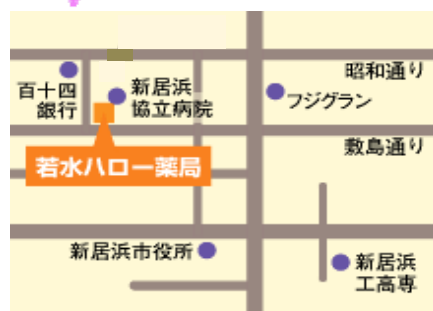 昭和通り
百十四
銀行
新居浜
協立病院
フジグラン
敷島通り
若水ハロー薬局
新居浜市役所
新居浜
工高専